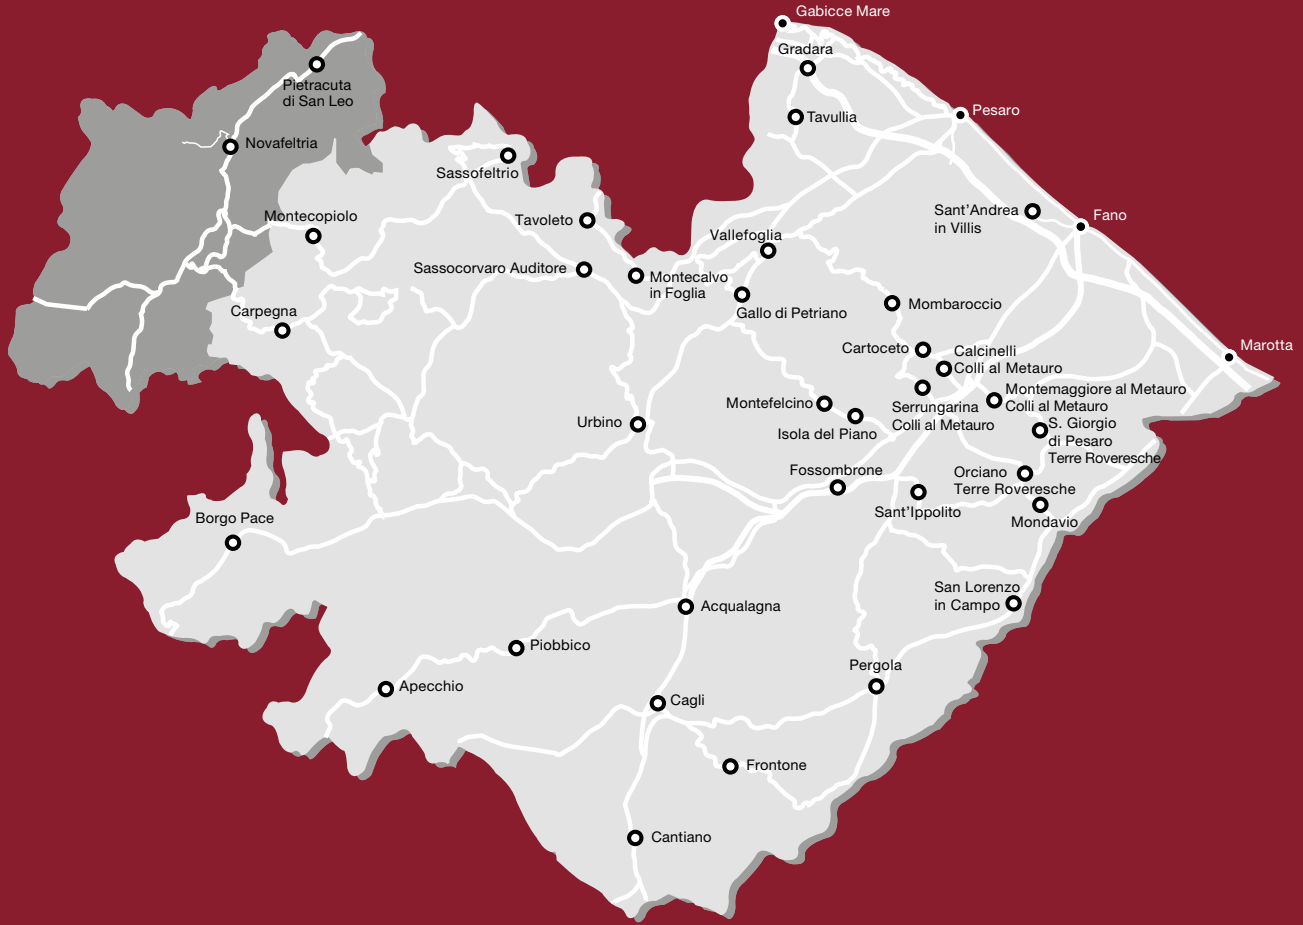 Gabicce Mare
Gradara
Pietracuta
di San Leo
Pesaro
Tavullia
Novafeltria
Sassofeltrio
Sant'Andrea
in Villis
Fano
Montecopiolo
Tavoleto
Vallefoglia
Sassocorvaro Auditore
Montecalvo
in Foglia
Mombaroccio
Carpegna
Gallo di Petriano
Marotta
Cartoceto
Calcinelli
Colli al Metauro
Montemaggiore al Metauro
Colli al Metauro
Montefelcino
Serrungarina
Colli al Metauro
Urbino
Isola del Piano
S. Giorgio
di Pesaro
Terre Roveresche
Fossombrone
Orciano
Terre Roveresche
Sant'Ippolito
Mondavio
Borgo Pace
San Lorenzo
in Campo
Acqualagna
Piobbico
Pergola
Apecchio
Cagli
Frontone
Cantiano